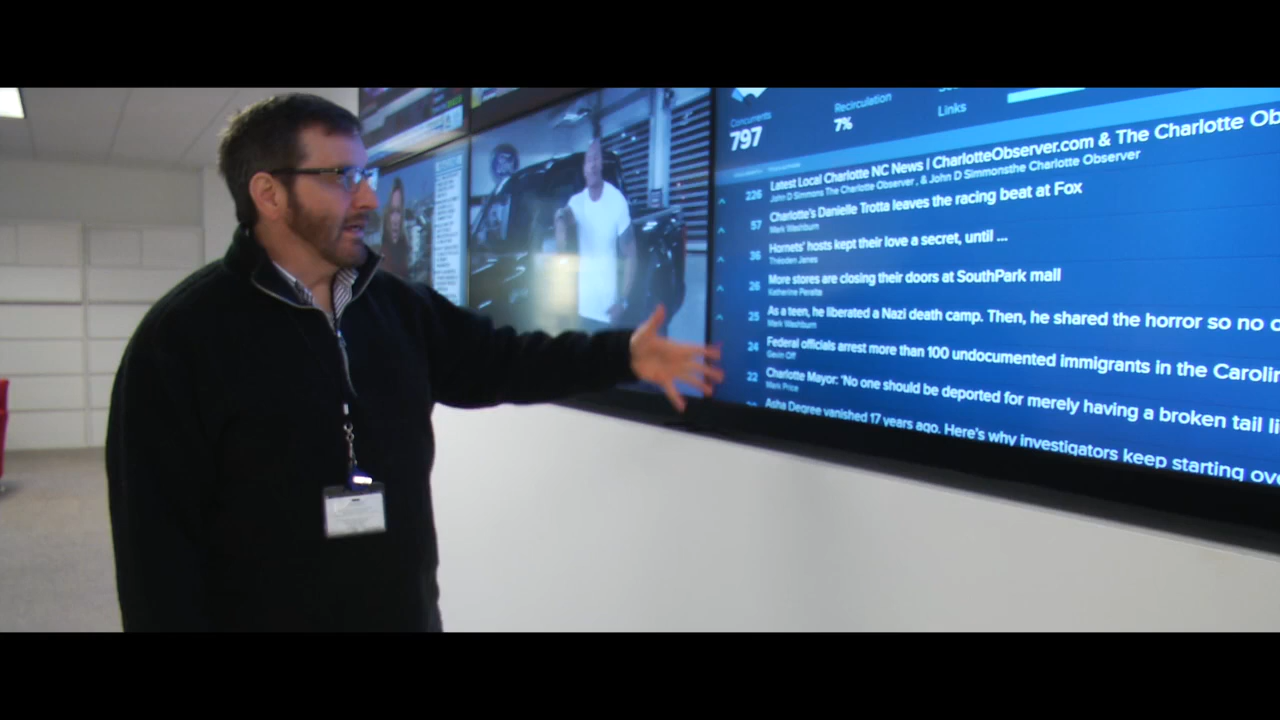 Concurrents
797
Recirculation
7%
Links
226 Latest Local Charlotte NC News | CharlotteObserver.com & The Charlotte Ob
John D Simmons The Charlotte Observer, & John D Simmonsthe Charlotte Observer
57 Charlotte's Danielle Trotta leaves the racing beat at Fox
Mark Washburn
36 Hornets' hosts kept their love a secret, until ...
Théoden Janes
26 More stores are closing their doors at SouthPark mall
Katherine Peralta
25 As a teen, he liberated a Nazi death camp. Then, he shared the horror so no o
Mark Washburn
24 Federal officials arrest more than 100 undocumented immigrants in the Carolin
Gavin Off
22 Charlotte Mayor: 'No one should be deported for merely having a broken tail li
Mark Price
Asha Degree vanished 17 years ago. Here's why investigators keep starting ove